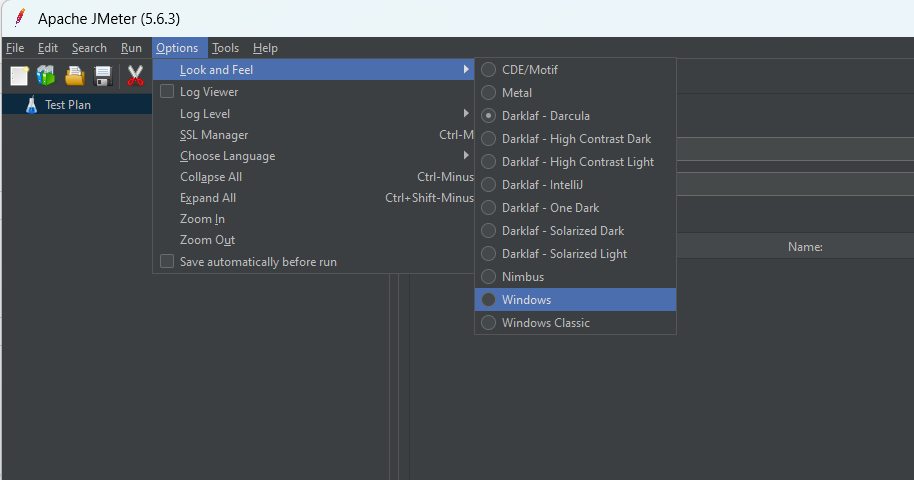 Apache JMeter (5.6.3)
File Edit Search Run Options Tools Help
Look and Feel
Log Viewer
Log Level
SSL Manager Ctrl-M
Choose Language
Collapse All Ctrl-Minus
Expand All Ctrl+Shift-Minus
Zoom In
Zoom Out
Save automatically before run
CDE/Motif
Metal
Darklaf - Darcula
Darklaf - High Contrast Dark
Darklaf - High Contrast Light
Darklaf - IntelliJ
Darklaf - One Dark
Darklaf - Solarized Dark
Darklaf - Solarized Light
Nimbus
Windows
Windows Classic
Test Plan
Name: